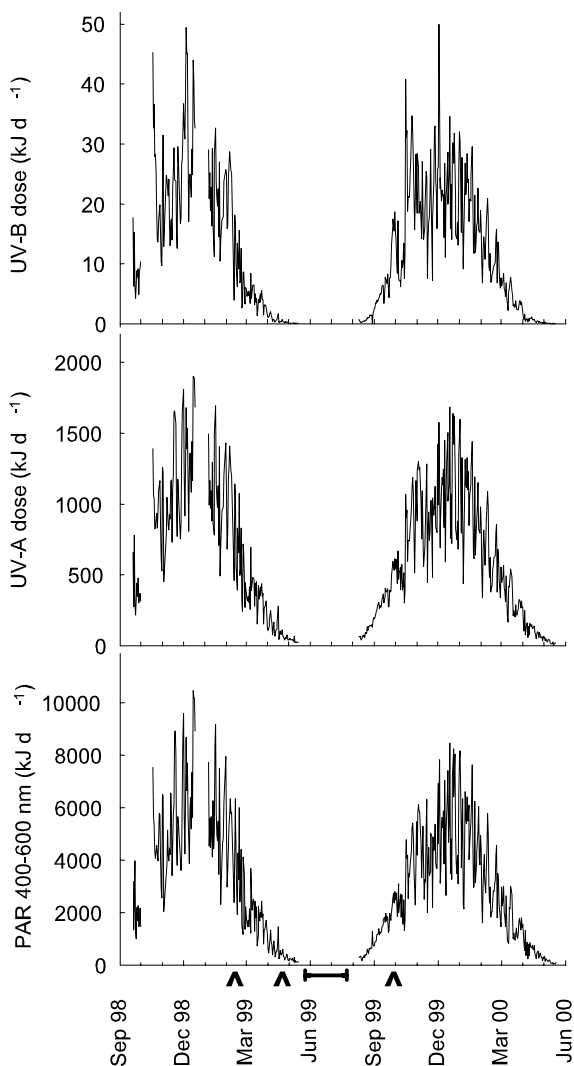 UV-B dose (kJ d -1)
50
40
30
20
10
0
UV-A dose (kJ d -1)
2000
1500
1000
500
0
PAR 400-600 nm (kJ d -1)
10000
8000
6000
4000
2000
0
Sep 98
Dec 98
Mar 99
Jun 99
Sep 99
Dec 99
Mar 00
Jun 00